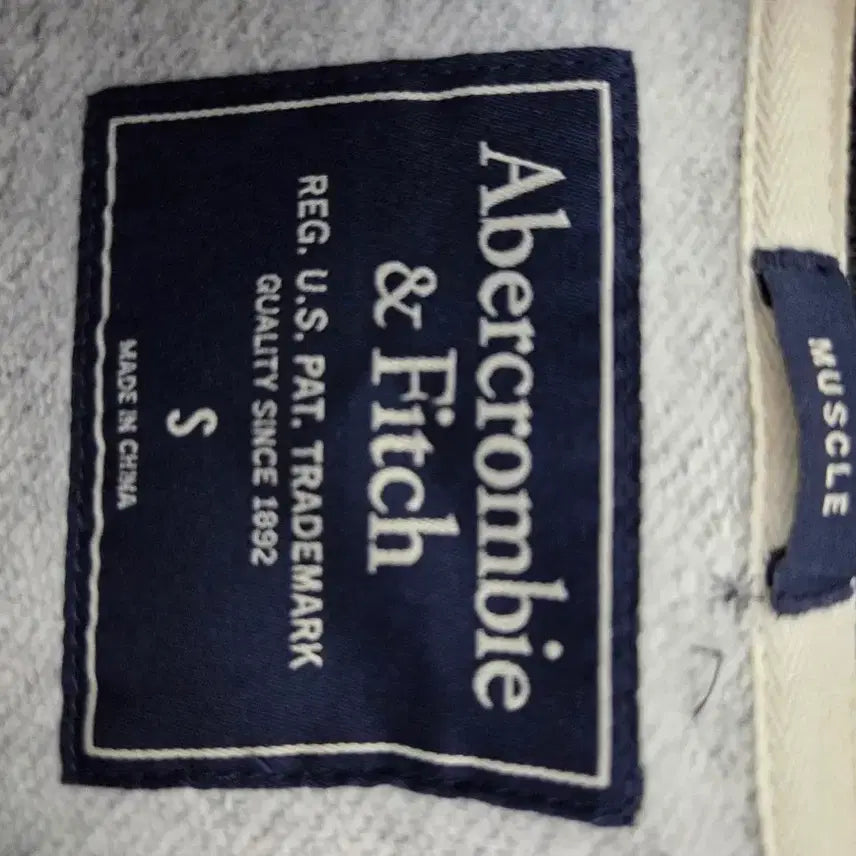 MUSCLE
Abercrombie
& Fitch
REG. U.S. PAT. TRADEMARK
QUALITY SINCE 1892
S
MADE IN CHINA